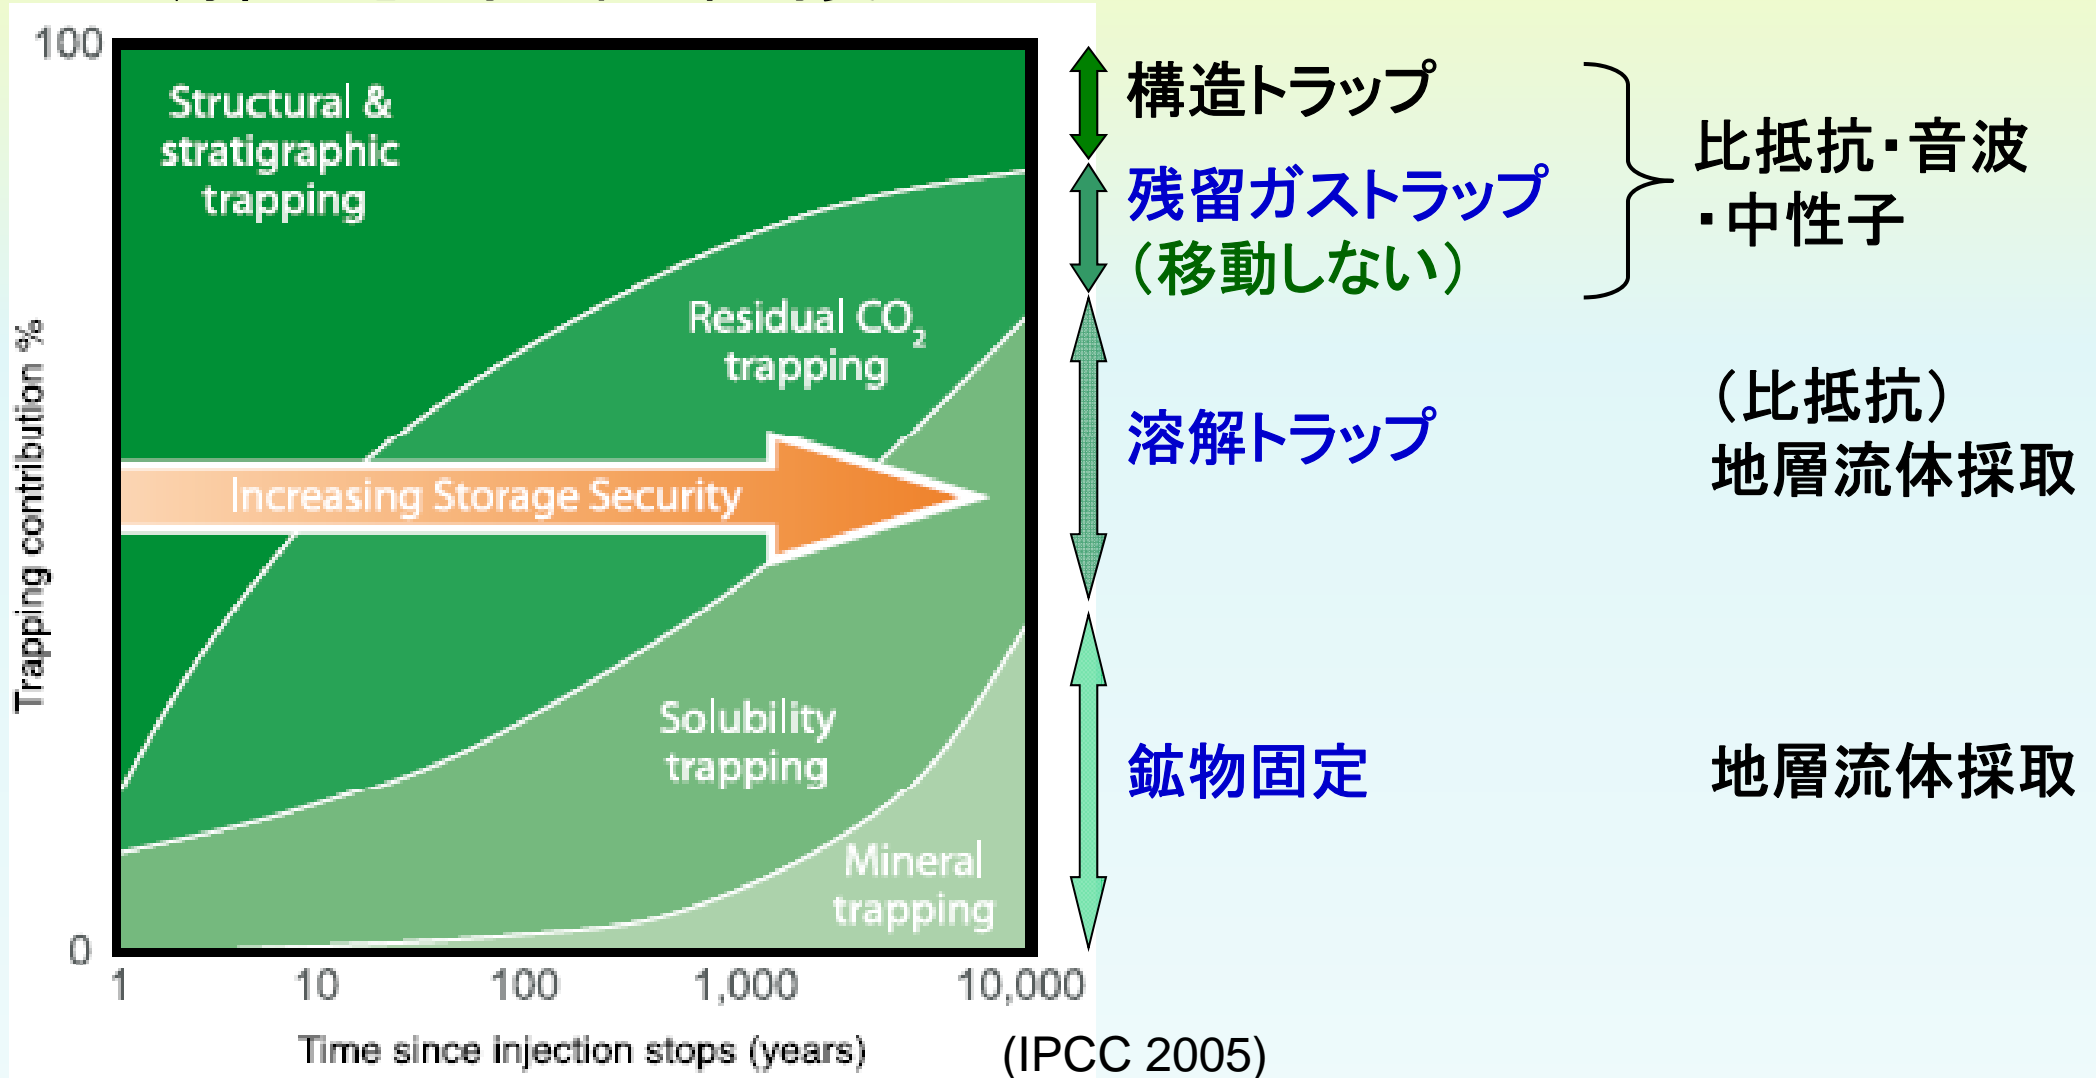 100
Structural &
stratigraphic
trapping
Residual CO₂
trapping
Increasing Storage Security
Solubility
trapping
Mineral
trapping
Trapping contribution %
0
1 10 100 1,000 10,000
Time since injection stops (years)
(IPCC 2005)
構造トラップ
残留ガストラップ
（移動しない）
比抵抗・音波
・中性子
溶解トラップ
（比抵抗）
地層流体採取
鉱物固定
地層流体採取